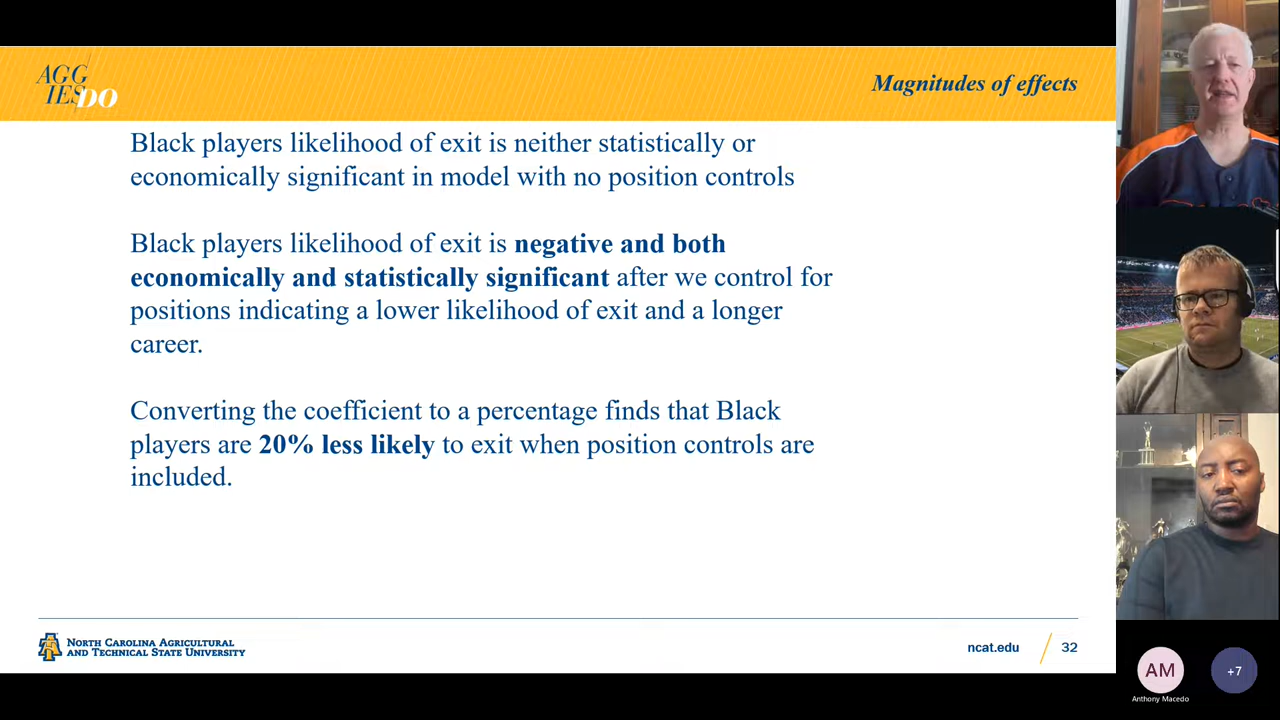 AGG
IES DO
Magnitudes of effects
Black players likelihood of exit is neither statistically or
economically significant in model with no position controls
Black players likelihood of exit is negative and both
economically and statistically significant after we control for
positions indicating a lower likelihood of exit and a longer
career.
Converting the coefficient to a percentage finds that Black
players are 20% less likely to exit when position controls are
included.
NORTH CAROLINA AGRICULTURAL
AND TECHNICAL STATE UNIVERSITY
ncat.edu
32
AM
Anthony Macedo
+7